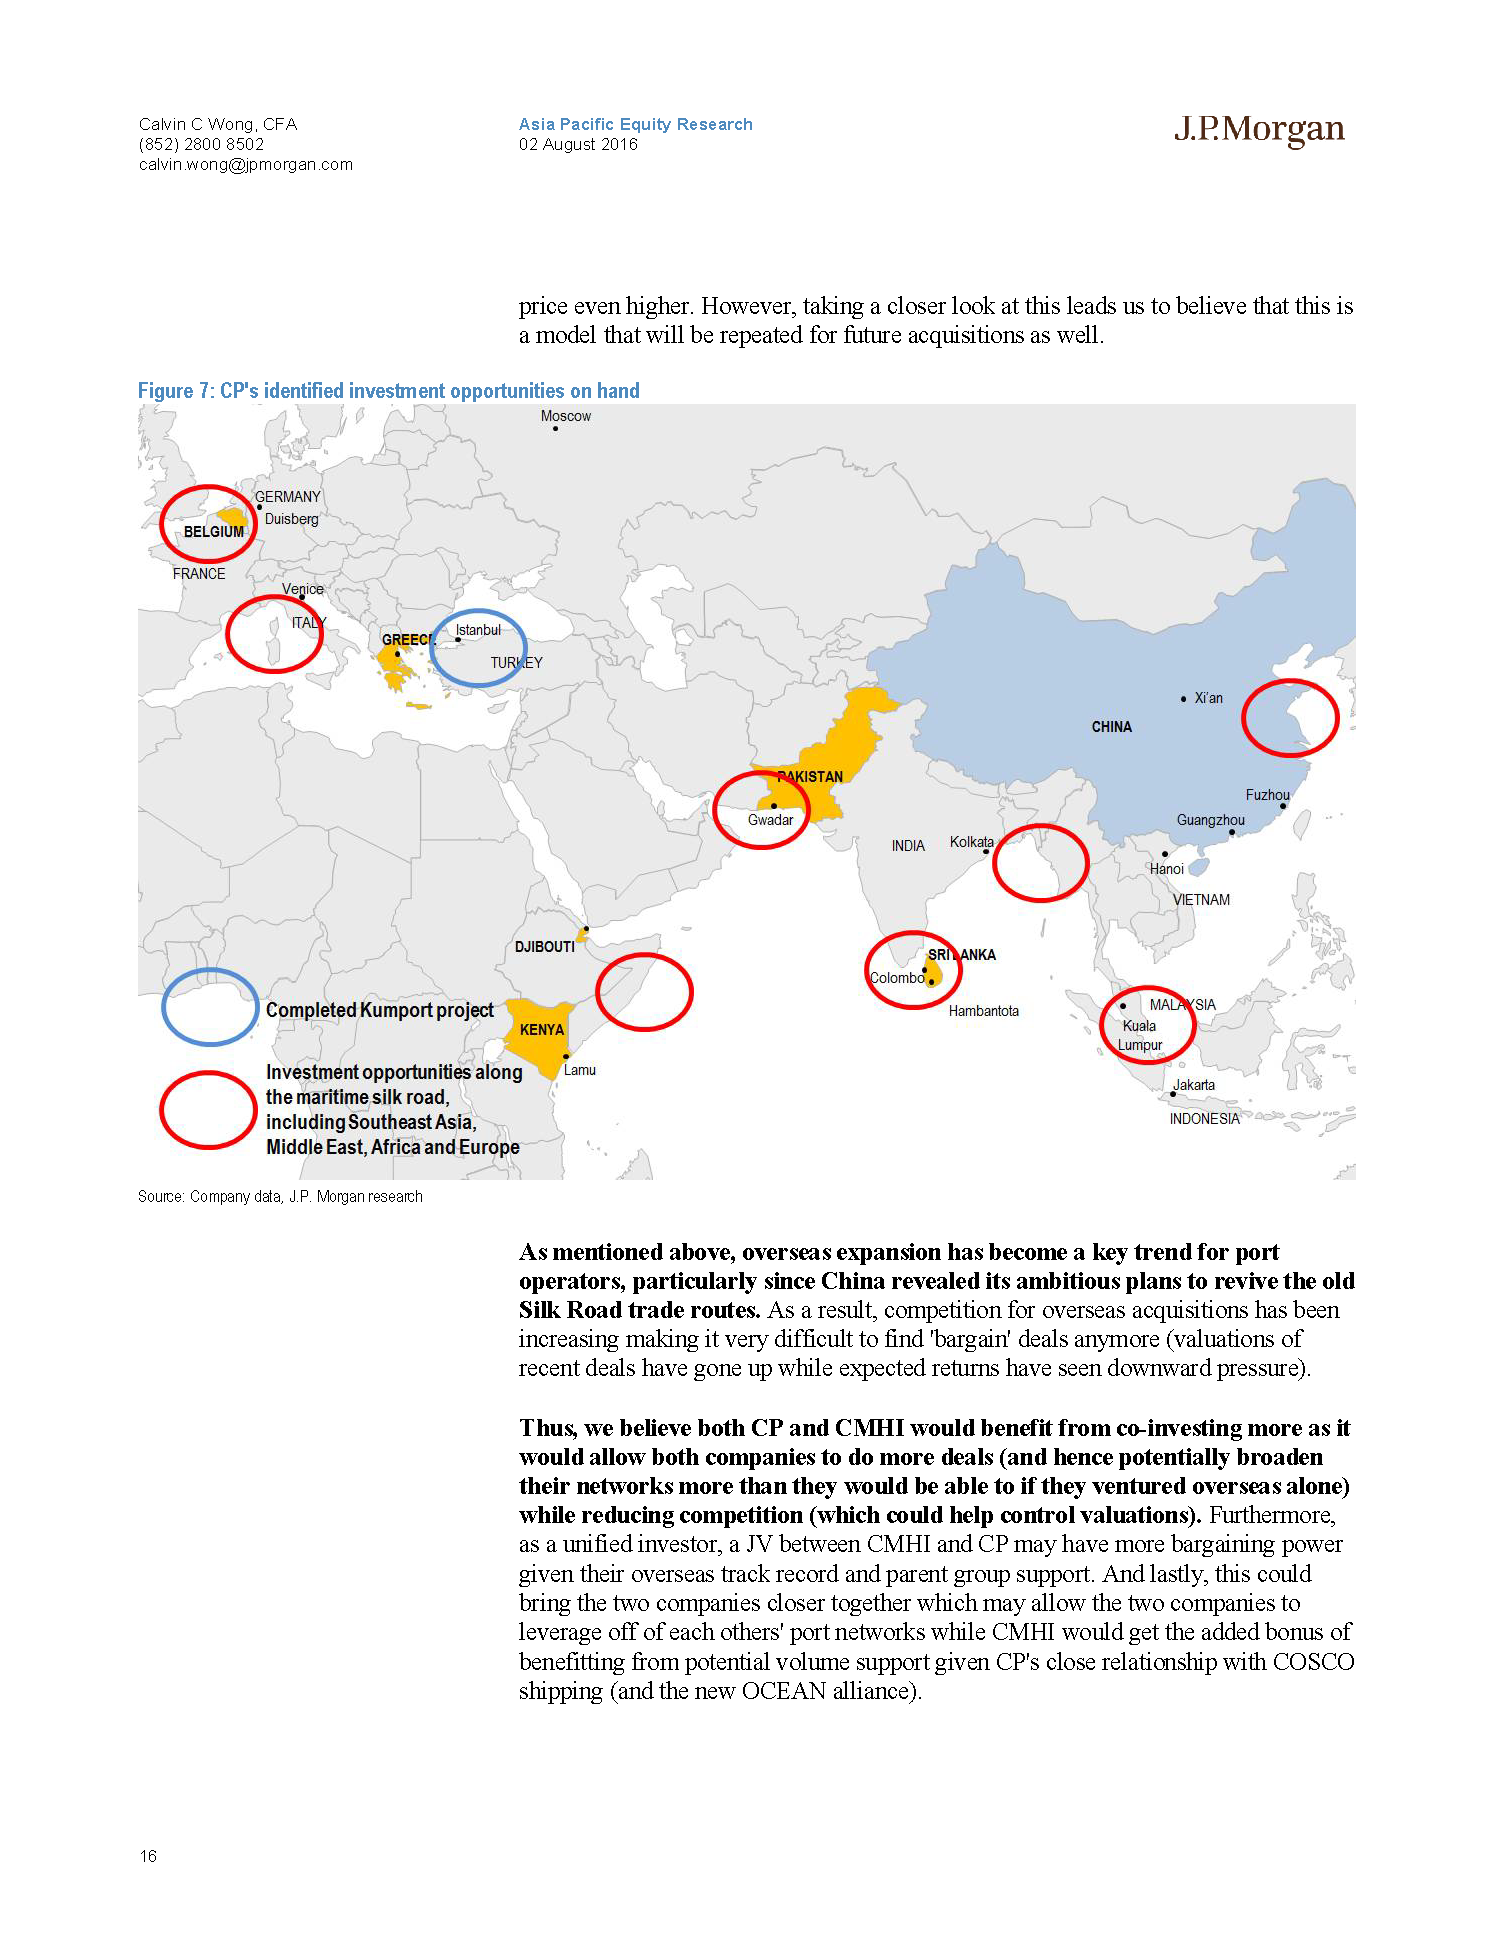 Calvin C Wong, CFA
(852) 2800 8502
calvin.wong@jpmorgan.com
Asia Pacific Equity Research
02 August 2016
J.P.Morgan
price even higher. However, taking a closer look at this leads us to believe that this is
a model that will be repeated for future acquisitions as well.
Figure 7: CP's identified investment opportunities on hand
Moscow
GERMANY
Duisberg
BELGIUM
FRANCE
Venice
ITALY
GREECE
Istanbul
TURKEY
Xi'an
CHINA
PAKISTAN
Gwadar
Fuzhou
Guangzhou
INDIA
Kolkata
Hanoi
VIETNAM
DJIBOUTI
SRI LANKA
Colombo
Hambantota
MALAYSIA
Kuala
Lumpur
KENYA
Lamu
Jakarta
INDONESIA
Completed Kumport project
Investment opportunities along
the maritime silk road,
including Southeast Asia,
Middle East, Africa and Europe
Source: Company data, J.P. Morgan research
As mentioned above, overseas expansion has become a key trend for port
operators, particularly since China revealed its ambitious plans to revive the old
Silk Road trade routes. As a result, competition for overseas acquisitions has been
increasing making it very difficult to find 'bargain' deals anymore (valuations of
recent deals have gone up while expected returns have seen downward pressure).
Thus, we believe both CP and CMHI would benefit from co-investing more as it
would allow both companies to do more deals (and hence potentially broaden
their networks more than they would be able to if they ventured overseas alone)
while reducing competition (which could help control valuations). Furthermore,
as a unified investor, a JV between CMHI and CP may have more bargaining power
given their overseas track record and parent group support. And lastly, this could
bring the two companies closer together which may allow the two companies to
leverage off of each others' port networks while CMHI would get the added bonus of
benefitting from potential volume support given CP's close relationship with COSCO
shipping (and the new OCEAN alliance).
16